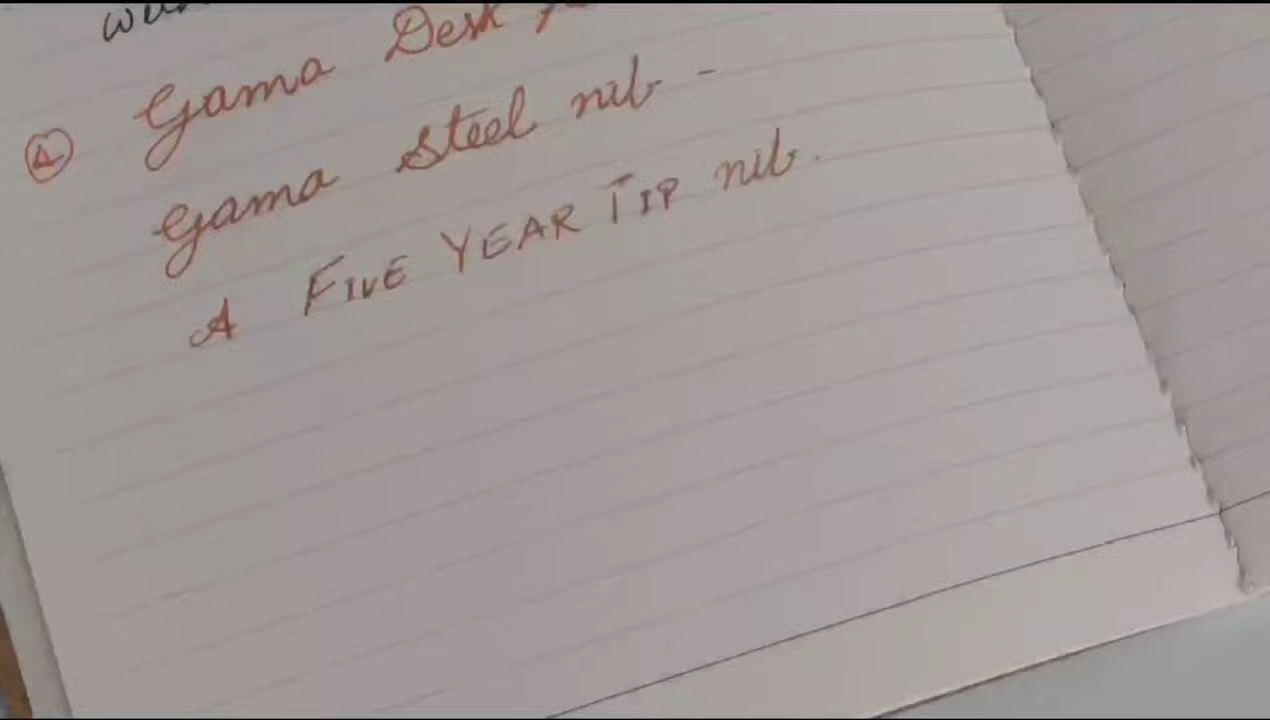 ④ Gama Desk
Gama Steel nib -
A FIVE YEAR TIP nib.